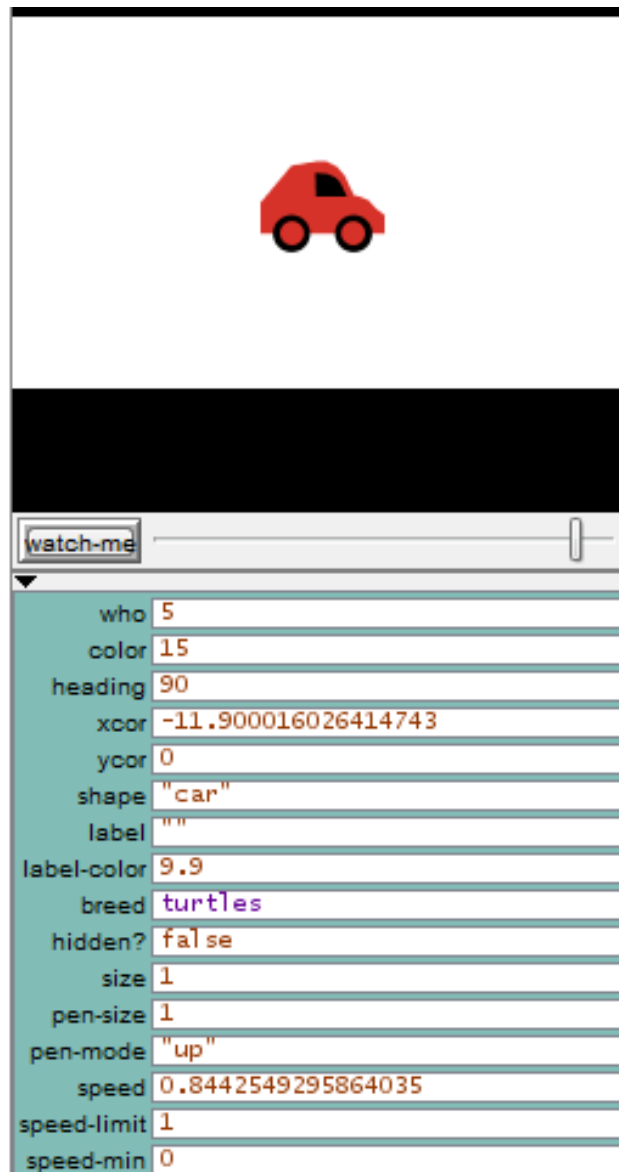 watch-me
who 5
color 15
heading 90
xcor -11.900016026414743
ycor 0
shape "car"
label ""
label-color 9.9
breed turtles
hidden? false
size 1
pen-size 1
pen-mode "up"
speed 0.8442549295864035
speed-limit 1
speed-min 0